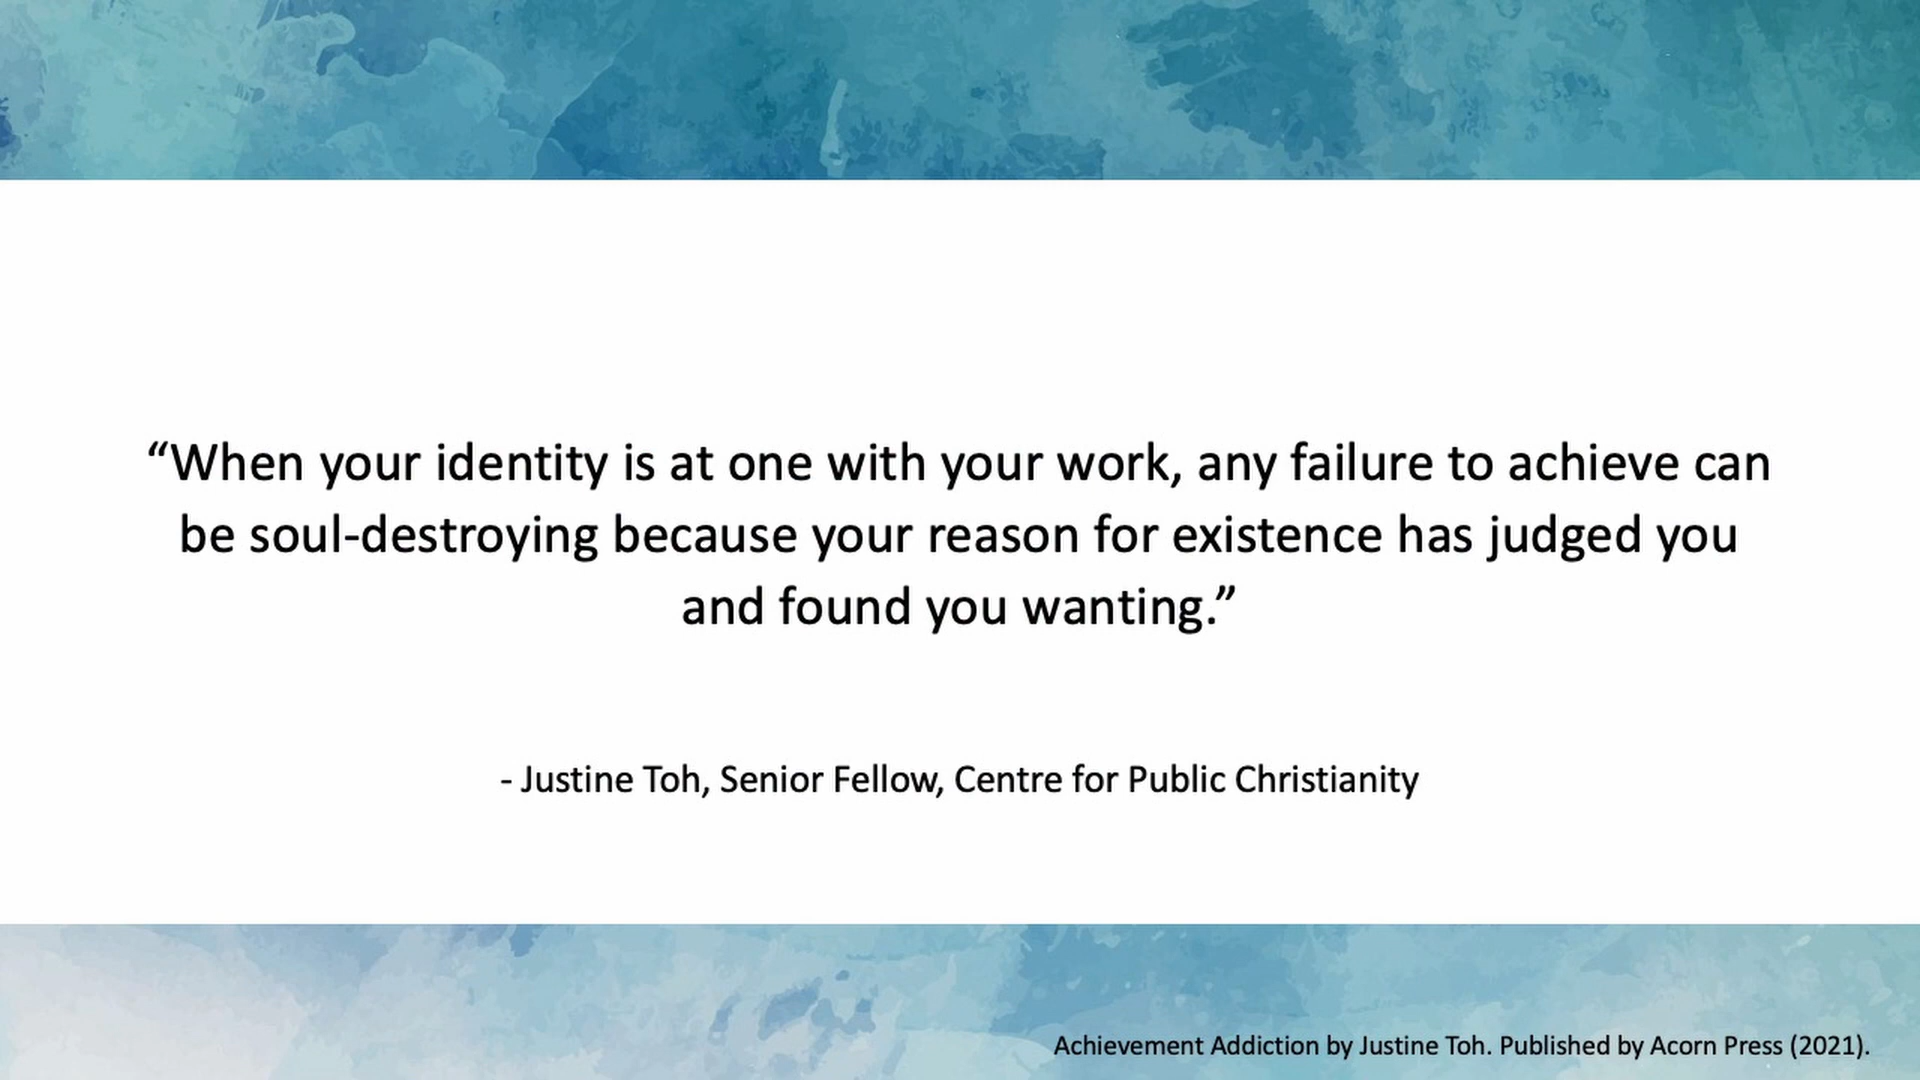 “When your identity is at one with your work, any failure to achieve can
be soul-destroying because your reason for existence has judged you
and found you wanting.”
- Justine Toh, Senior Fellow, Centre for Public Christianity
Achievement Addiction by Justine Toh. Published by Acorn Press (2021).